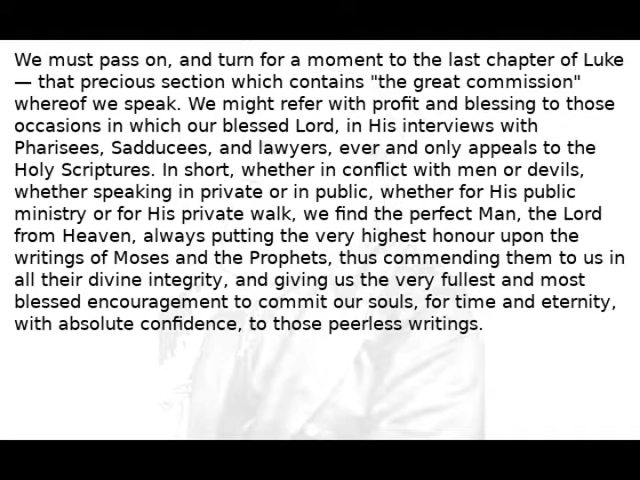 We must pass on, and turn for a moment to the last chapter of Luke
— that precious section which contains "the great commission"
whereof we speak. We might refer with profit and blessing to those
occasions in which our blessed Lord, in His interviews with
Pharisees, Sadducees, and lawyers, ever and only appeals to the
Holy Scriptures. In short, whether in conflict with men or devils,
whether speaking in private or in public, whether for His public
ministry or for His private walk, we find the perfect Man, the Lord
from Heaven, always putting the very highest honour upon the
writings of Moses and the Prophets, thus commending them to us in
all their divine integrity, and giving us the very fullest and most
blessed encouragement to commit our souls, for time and eternity,
with absolute confidence, to those peerless writings.